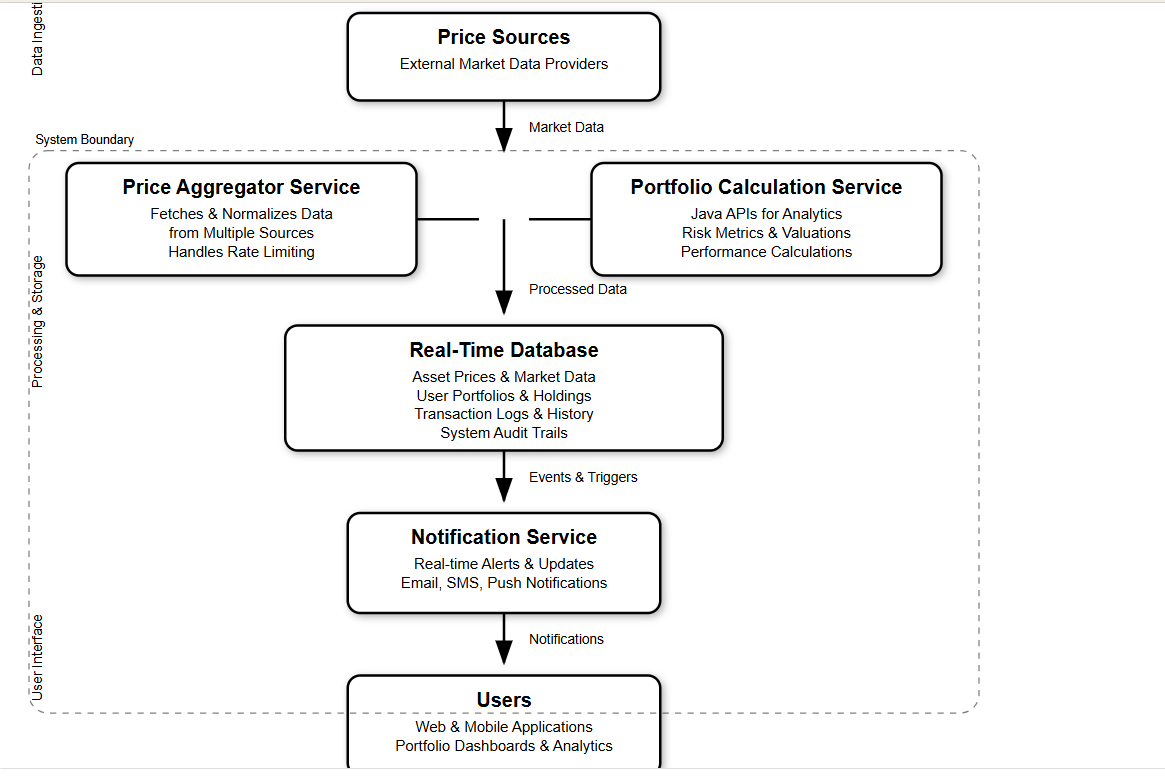 Data Ingesti
Price Sources
External Market Data Providers
Market Data
System Boundary
Price Aggregator Service
Fetches & Normalizes Data
from Multiple Sources
Handles Rate Limiting
Portfolio Calculation Service
Java APIs for Analytics
Risk Metrics & Valuations
Performance Calculations
Processing & Storage
Processed Data
Real-Time Database
Asset Prices & Market Data
User Portfolios & Holdings
Transaction Logs & History
System Audit Trails
Events & Triggers
Notification Service
Real-time Alerts & Updates
Email, SMS, Push Notifications
User Interface
Notifications
Users
Web & Mobile Applications
Portfolio Dashboards & Analytics